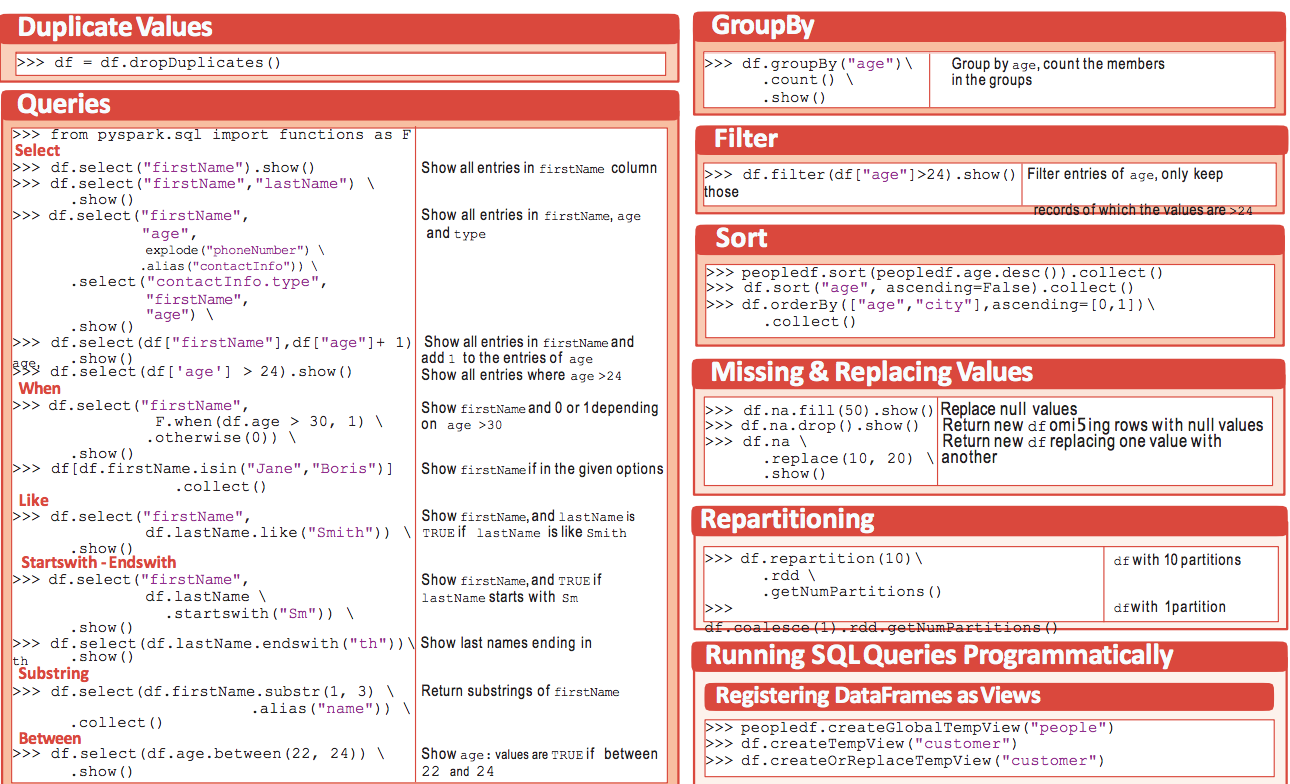 Duplicate Values
>>> df = df.dropDuplicates()
Queries
>>> from pyspark.sql import functions as F
Select
>>> df.select("firstName").show()
Show all entries in firstName column
>>> df.select("firstName","lastName") \
.show()
>>> df.select("firstName",
Show all entries in firstName, age
"age",
and type
explode("phoneNumber") \
.alias("contactInfo")) \
.select("contactInfo.type",
"firstName",
"age") \
.show()
>>> df.select(df["firstName"],df["age"]+ 1)
Show all entries in firstName and
age,
.show()
add 1 to the entries of age
>>> df.select(df['age'] > 24).show()
Show all entries where age >24
When
>>> df.select("firstName",
Show firstName and 0 or 1 depending
F.when(df.age > 30, 1) \
on age >30
.otherwise(0)) \
.show()
>>> df[df.firstName.isin("Jane","Boris")]
Show firstName if in the given options
.collect()
Like
>>> df.select("firstName",
Show firstName, and lastName is
df.lastName.like("Smith")) \
TRUE if lastName is like Smith
.show()
Startswith - Endswith
>>> df.select("firstName",
Show firstName, and TRUE if
df.lastName \
lastName starts with Sm
.startswith("Sm")) \
.show()
>>> df.select(df.lastName.endswith("th"))\
Show last names ending in
th
.show()
Substring
>>> df.select(df.firstName.substr(1, 3) \
Return substrings of firstName
.alias("name")) \
.collect()
Between
>>> df.select(df.age.between(22, 24)) \
Show age: values are TRUE if between
.show()
22 and 24
GroupBy
>>> df.groupBy("age")\
Group by age, count the members
.count() \
in the groups
.show()
Filter
>>> df.filter(df["age"]>24).show()
Filter entries of age, only keep
those
records of which the values are >24
Sort
>>> peopledf.sort(peopledf.age.desc()).collect()
>>> df.sort("age", ascending=False).collect()
>>> df.orderBy(["age","city"],ascending=[0,1])\
.collect()
Missing & Replacing Values
>>> df.na.fill(50).show()
Replace null values
>>> df.na.drop().show()
Return new df omi5ing rows with null values
>>> df.na \
Return new df replacing one value with
.replace(10, 20) \
another
.show()
Repartitioning
>>> df.repartition(10)\
df with 10 partitions
.rdd \
.getNumPartitions()
>>>
df with 1 partition
df.coalesce(1).rdd.getNumPartitions()
Running SQL Queries Programmatically
Registering DataFrames as Views
>>> peopledf.createGlobalTempView("people")
>>> df.createTempView("customer")
>>> df.createOrReplaceTempView("customer")